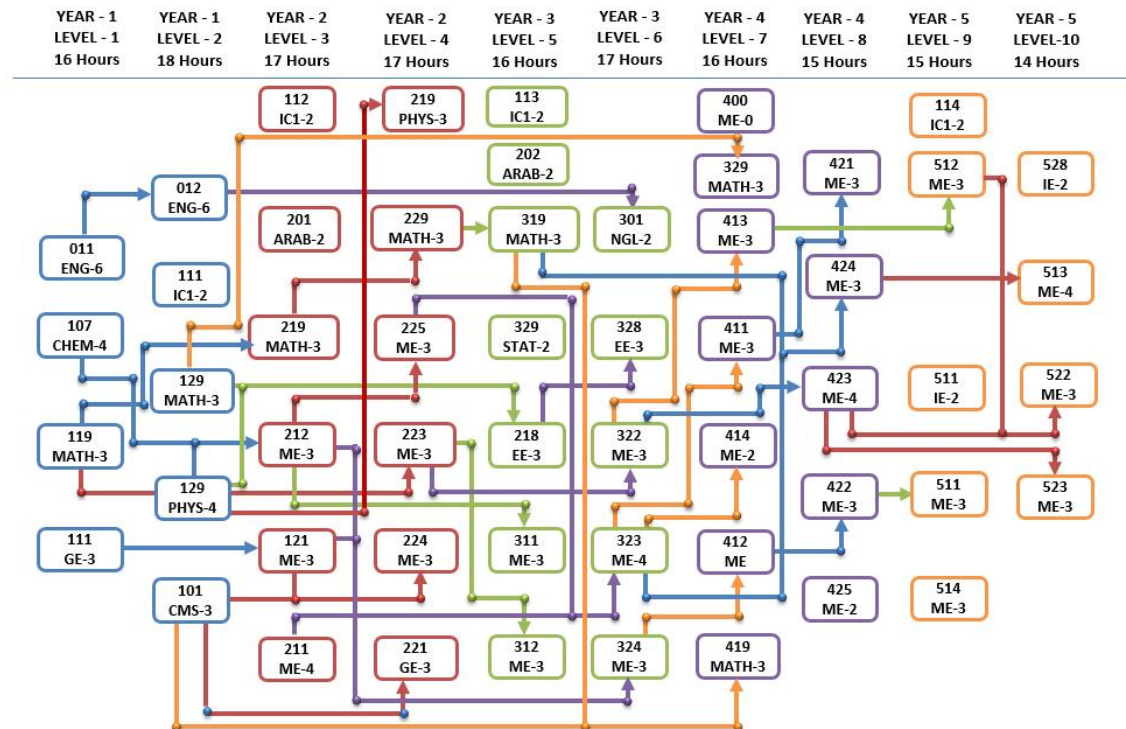 YEAR - 1
LEVEL - 1
16 Hours
YEAR - 1
LEVEL - 2
18 Hours
YEAR - 2
LEVEL - 3
17 Hours
YEAR - 2
LEVEL - 4
17 Hours
YEAR - 3
LEVEL - 5
16 Hours
YEAR - 3
LEVEL - 6
17 Hours
YEAR - 4
LEVEL - 7
16 Hours
YEAR - 4
LEVEL - 8
15 Hours
YEAR - 5
LEVEL - 9
15 Hours
YEAR - 5
LEVEL-10
14 Hours
011
ENG-6
107
CHEM-4
119
MATH-3
111
GE-3
012
ENG-6
111
IC1-2
129
MATH-3
129
PHYS-4
101
CMS-3
112
IC1-2
201
ARAB-2
219
MATH-3
212
ME-3
121
ME-3
211
ME-4
219
PHYS-3
229
MATH-3
225
ME-3
223
ME-3
224
ME-3
221
GE-3
113
IC1-2
202
ARAB-2
319
MATH-3
329
STAT-2
218
EE-3
311
ME-3
312
ME-3
301
NGL-2
328
EE-3
322
ME-3
323
ME-4
324
ME-3
400
ME-0
329
MATH-3
413
ME-3
411
ME-3
414
ME-2
412
ME
419
MATH-3
421
ME-3
424
ME-3
423
ME-4
422
ME-3
425
ME-2
114
IC1-2
512
ME-3
511
IE-2
511
ME-3
514
ME-3
528
IE-2
513
ME-4
522
ME-3
523
ME-3